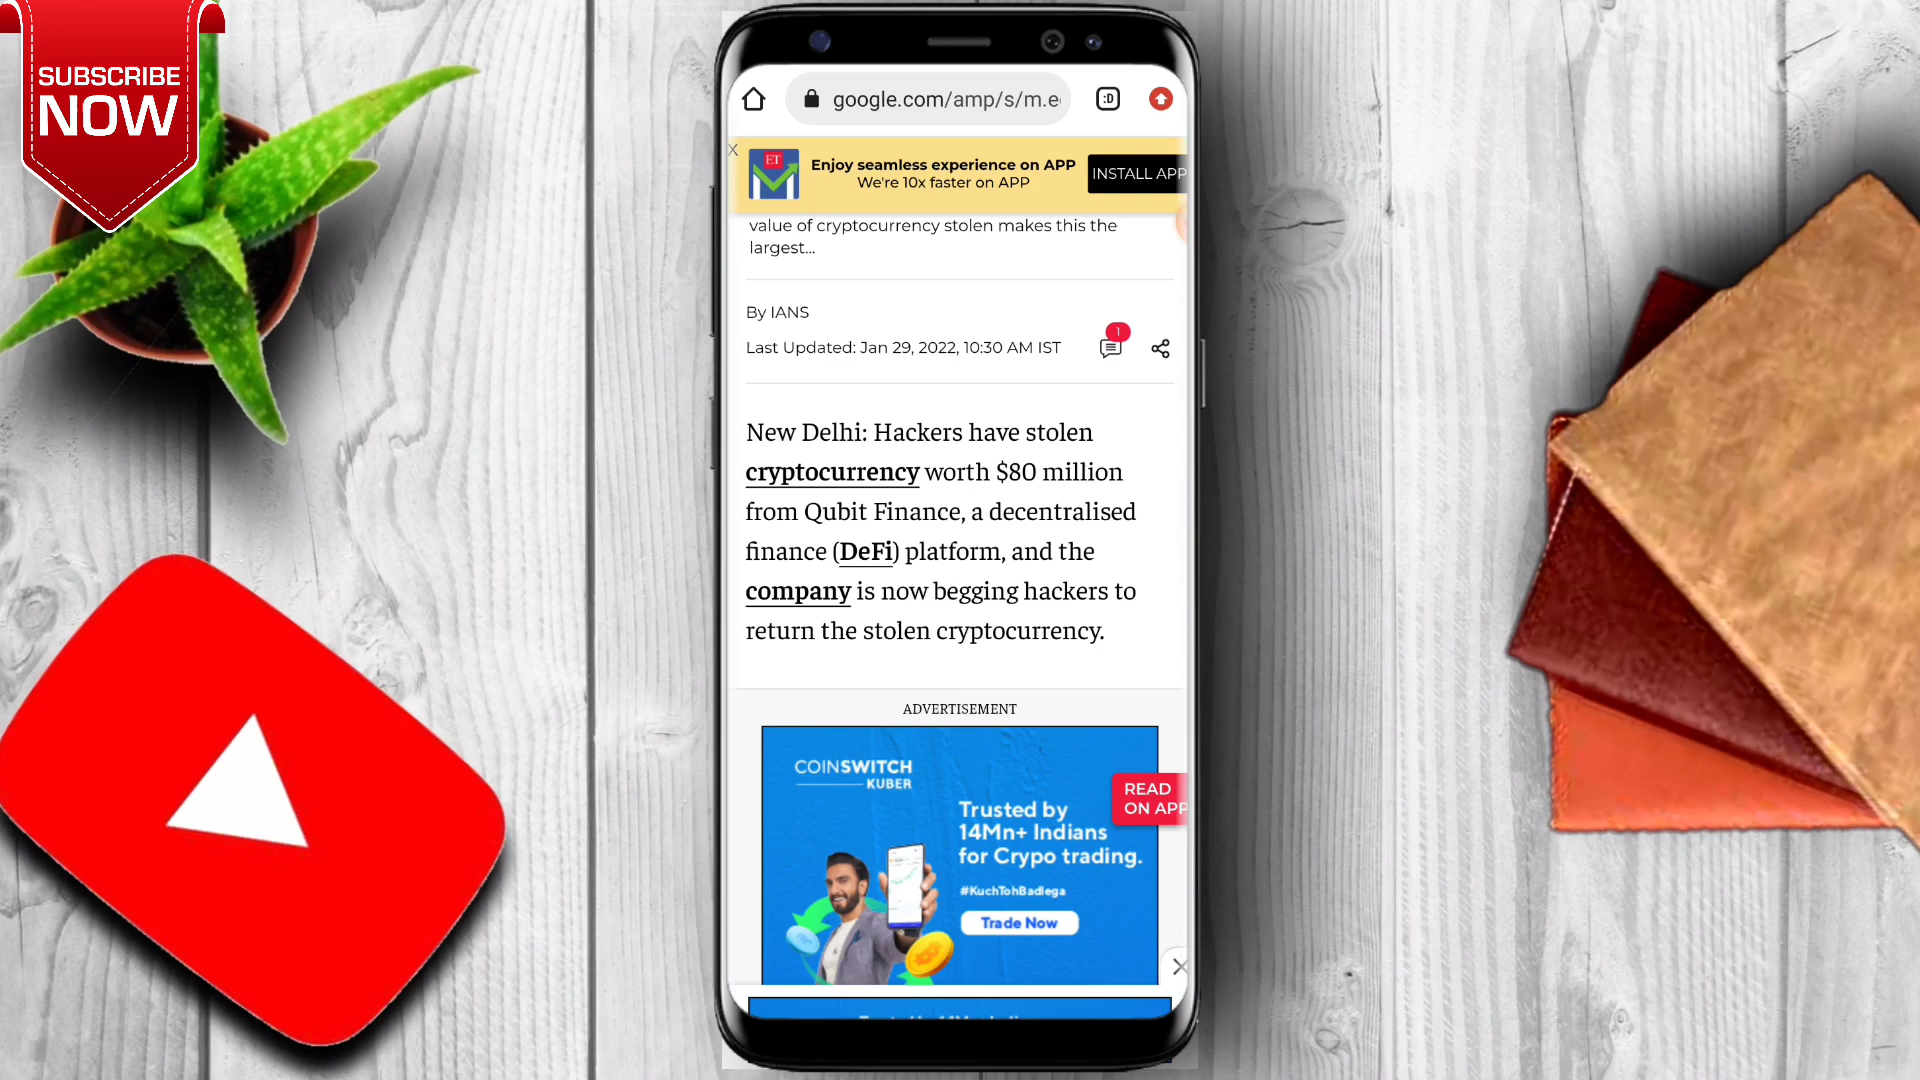 SUBSCRIBE
NOW
google.com/amp/s/m.e
:D
X
ET
Enjoy seamless experience on APP
We're 10x faster on APP
INSTALL APP
value of cryptocurrency stolen makes this the
largest...
By IANS
Last Updated: Jan 29, 2022, 10:30 AM IST
1
New Delhi: Hackers have stolen
cryptocurrency worth $80 million
from Qubit Finance, a decentralised
finance (DeFi) platform, and the
company is now begging hackers to
return the stolen cryptocurrency.
ADVERTISEMENT
COINSWITCH
KUBER
READ
ON APP
Trusted by
14Mn+ Indians
for Crypo trading.
#KuchTohBadlega
Trade Now